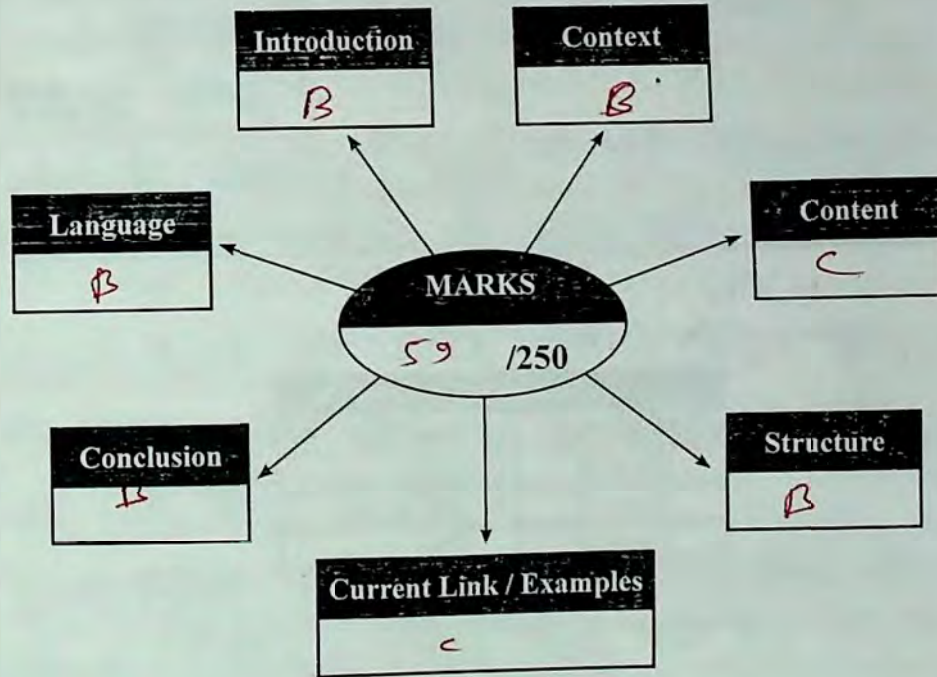 Introduction
B
Context
B
Language
B
Content
C
MARKS
59 /250
Conclusion
B
Structure
B
Current Link / Examples
C